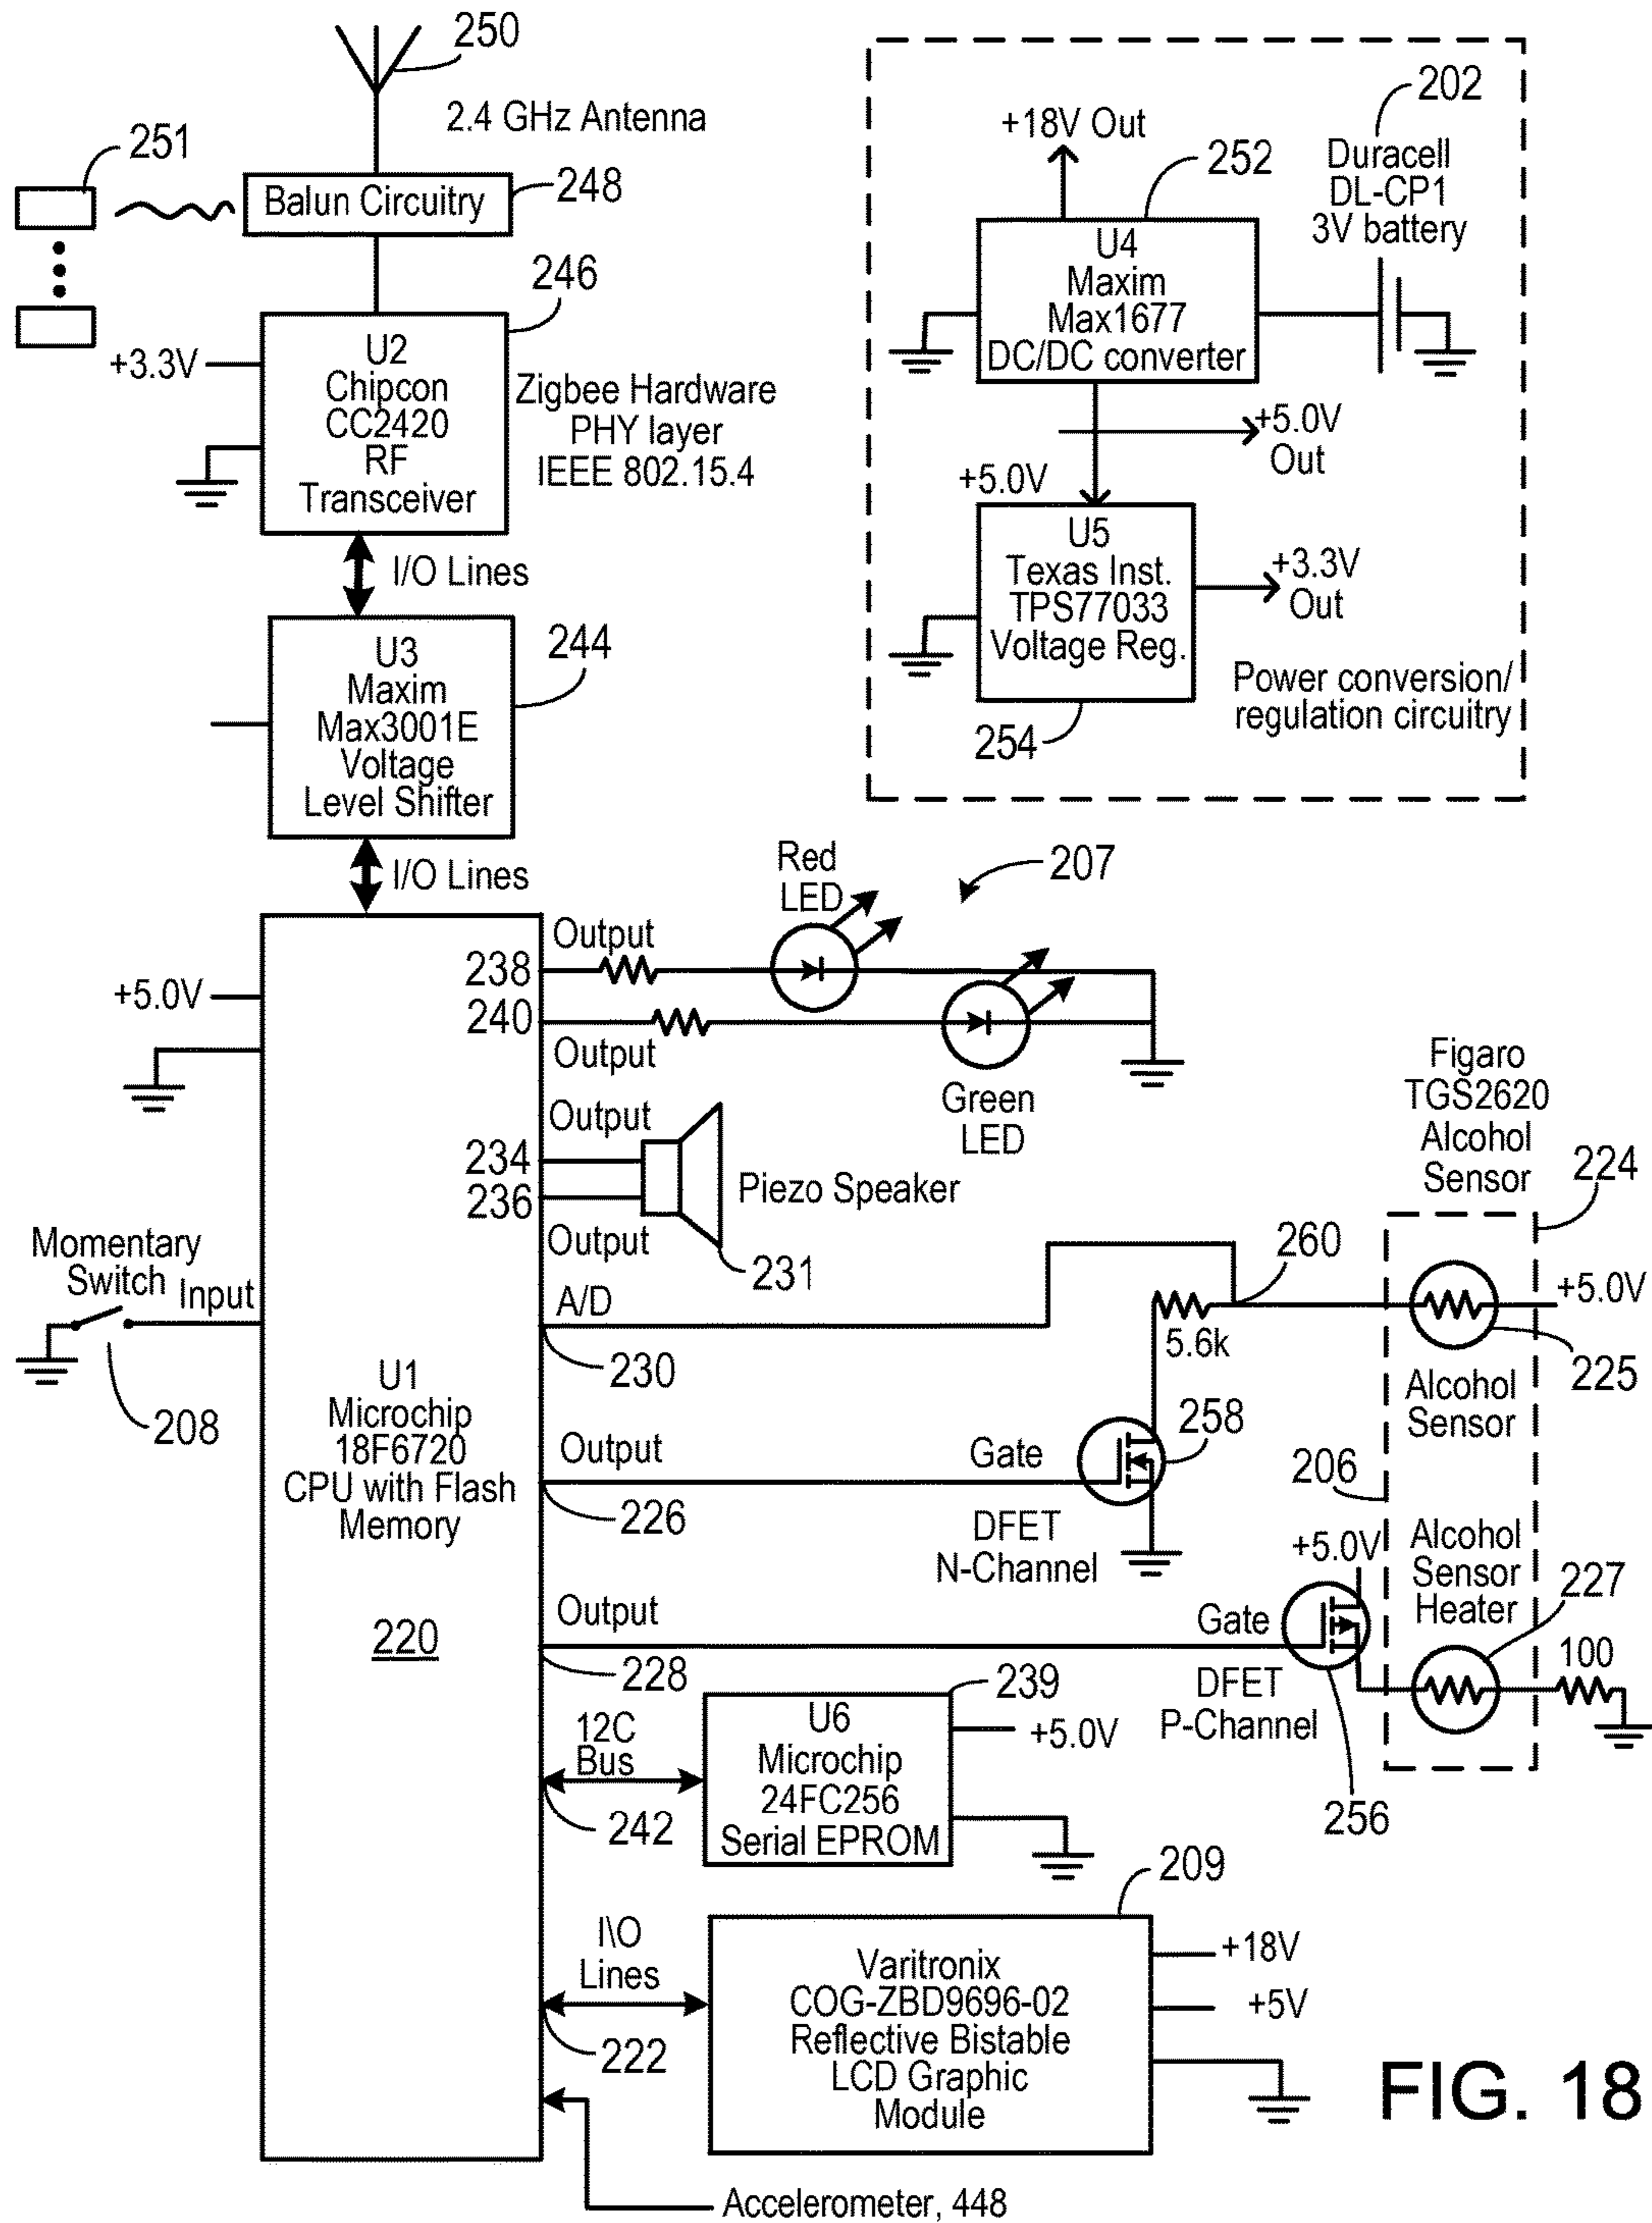 250
2.4 GHz Antenna
251
Balun Circuitry
248
246
+3.3V
U2
Chipcon
CC2420
RF
Transceiver
Zigbee Hardware
PHY layer
IEEE 802.15.4
I/O Lines
U3
Maxim
Max3001E
Voltage
Level Shifter
244
I/O Lines
202
+18V Out
252
Duracell
DL-CP1
3V battery
U4
Maxim
Max1677
DC/DC converter
+5.0V
Out
+5.0V
U5
Texas Inst.
TPS77033
Voltage Reg.
+3.3V
Out
254
Power conversion/
regulation circuitry
Red
LED
207
Output
238
+5.0V
240
Output
Green
LED
Output
234
236
Piezo Speaker
Output
231
Momentary
Switch
Input
208
A/D
230
U1
Microchip
18F6720
CPU with Flash
Memory
220
Figaro
TGS2620
Alcohol
Sensor
224
260
+5.0V
5.6k
225
Alcohol
Sensor
258
Output
Gate
226
206
DFET
N-Channel
+5.0V
Alcohol
Sensor
Heater
227
Output
Gate
228
100
DFET
P-Channel
256
239
12C
Bus
242
U6
Microchip
24FC256
Serial EPROM
+5.0V
209
I\O
Lines
222
Varitronix
COG-ZBD9696-02
Reflective Bistable
LCD Graphic
Module
+18V
+5V
FIG. 18
Accelerometer, 448